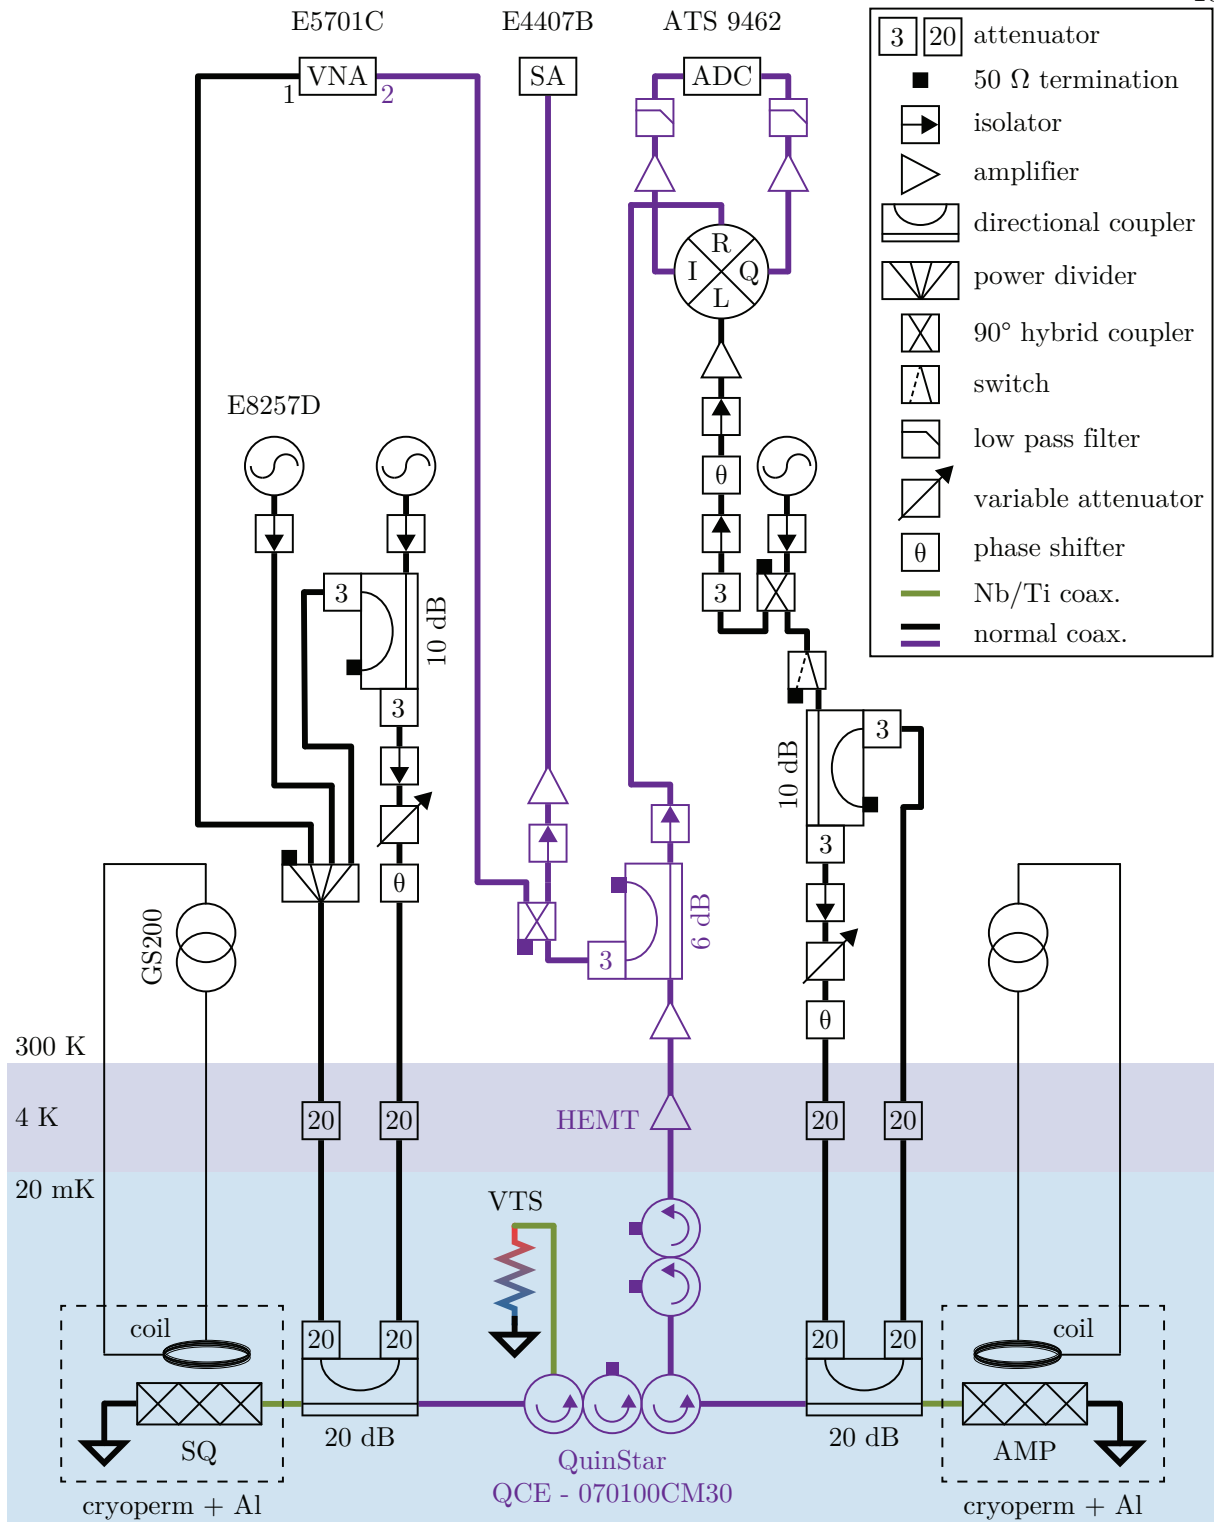 E5701C
E4407B
ATS 9462
VNA
SA
ADC
1
2
3
20
attenuator
50 Ω termination
isolator
amplifier
directional coupler
power divider
90° hybrid coupler
switch
low pass filter
variable attenuator
θ
phase shifter
Nb/Ti coax.
normal coax.
R
I
Q
L
E8257D
θ
3
10 dB
3
3
10 dB
3
3
θ
6 dB
3
θ
GS200
300 K
4 K
HEMT
20
20
20
20
20 mK
VTS
coil
20
20
20
20
coil
SQ
20 dB
20 dB
AMP
QuinStar
QCE - 070100CM30
cryoperm + Al
cryoperm + Al